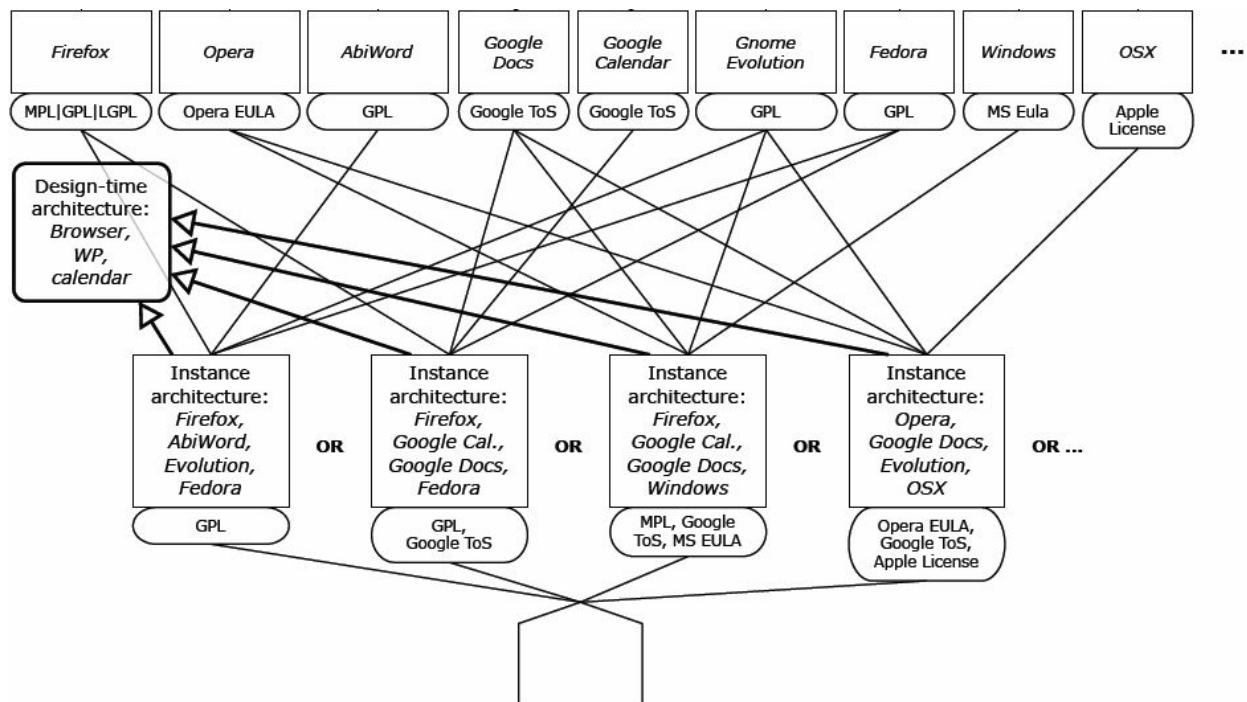 Firefox
Opera
AbiWord
Google
Docs
Google
Calendar
Gnome
Evolution
Fedora
Windows
OSX
...
MPL|GPL|LGPL
Opera EULA
GPL
Google ToS
Google ToS
GPL
GPL
MS Eula
Apple
License
Design-time
architecture:
Browser,
WP,
calendar
Instance
architecture:
Firefox,
AbiWord,
Evolution,
Fedora
GPL
OR
Instance
architecture:
Firefox,
Google Cal.,
Google Docs,
Fedora
GPL,
Google ToS
OR
Instance
architecture:
Firefox,
Google Cal.,
Google Docs,
Windows
MPL, Google
ToS, MS EULA
OR
Instance
architecture:
Opera,
Google Docs,
Evolution,
OSX
Opera EULA,
Google ToS,
Apple License
OR ...